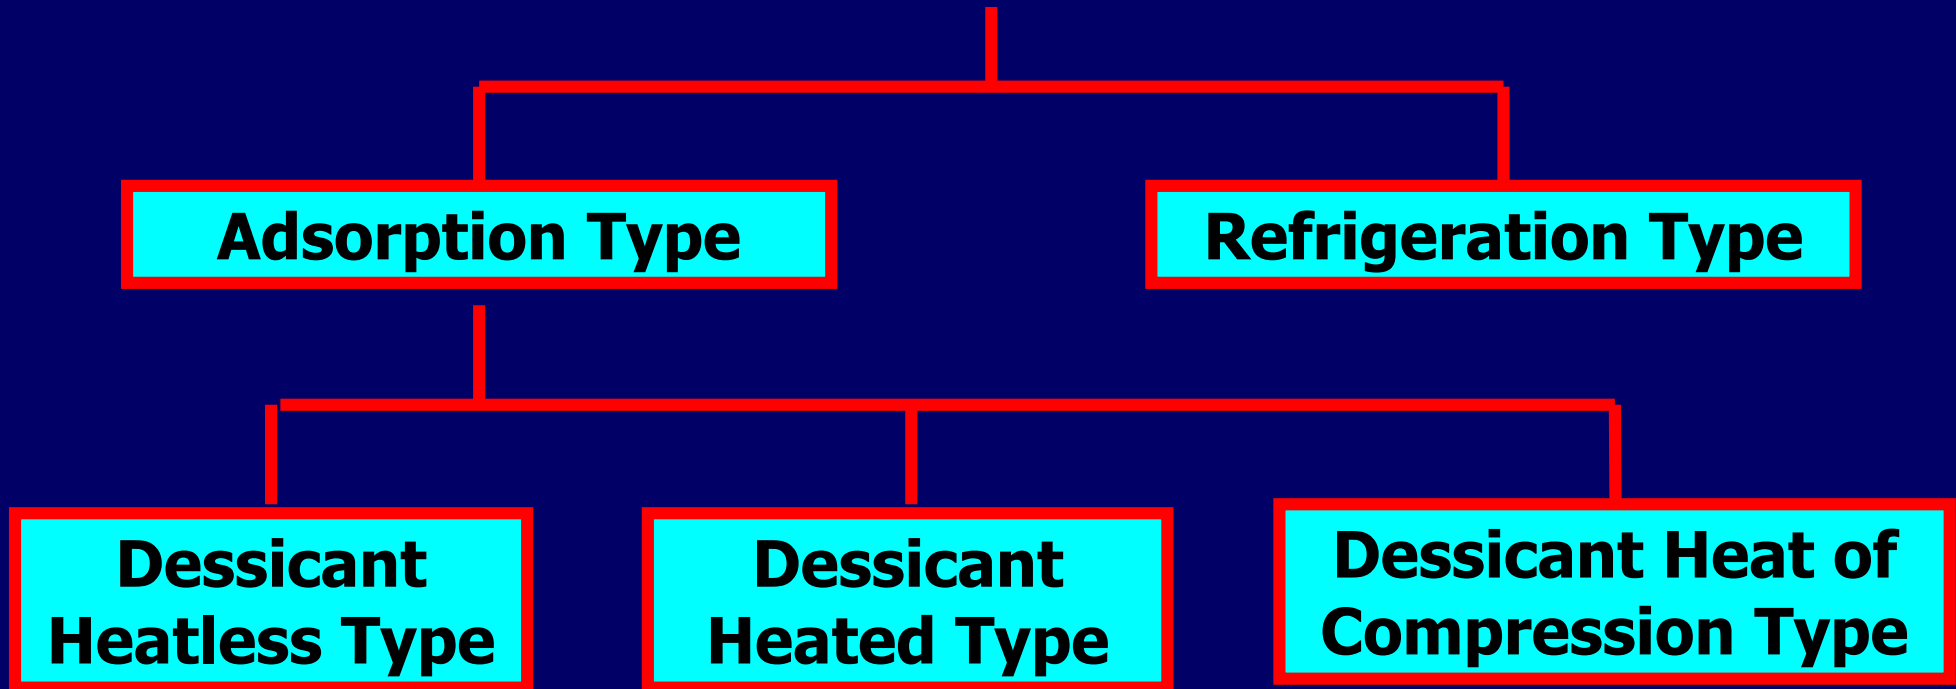 Adsorption Type
Refrigeration Type
Dessicant
Heatless Type
Dessicant
Heated Type
Dessicant Heat of
Compression Type